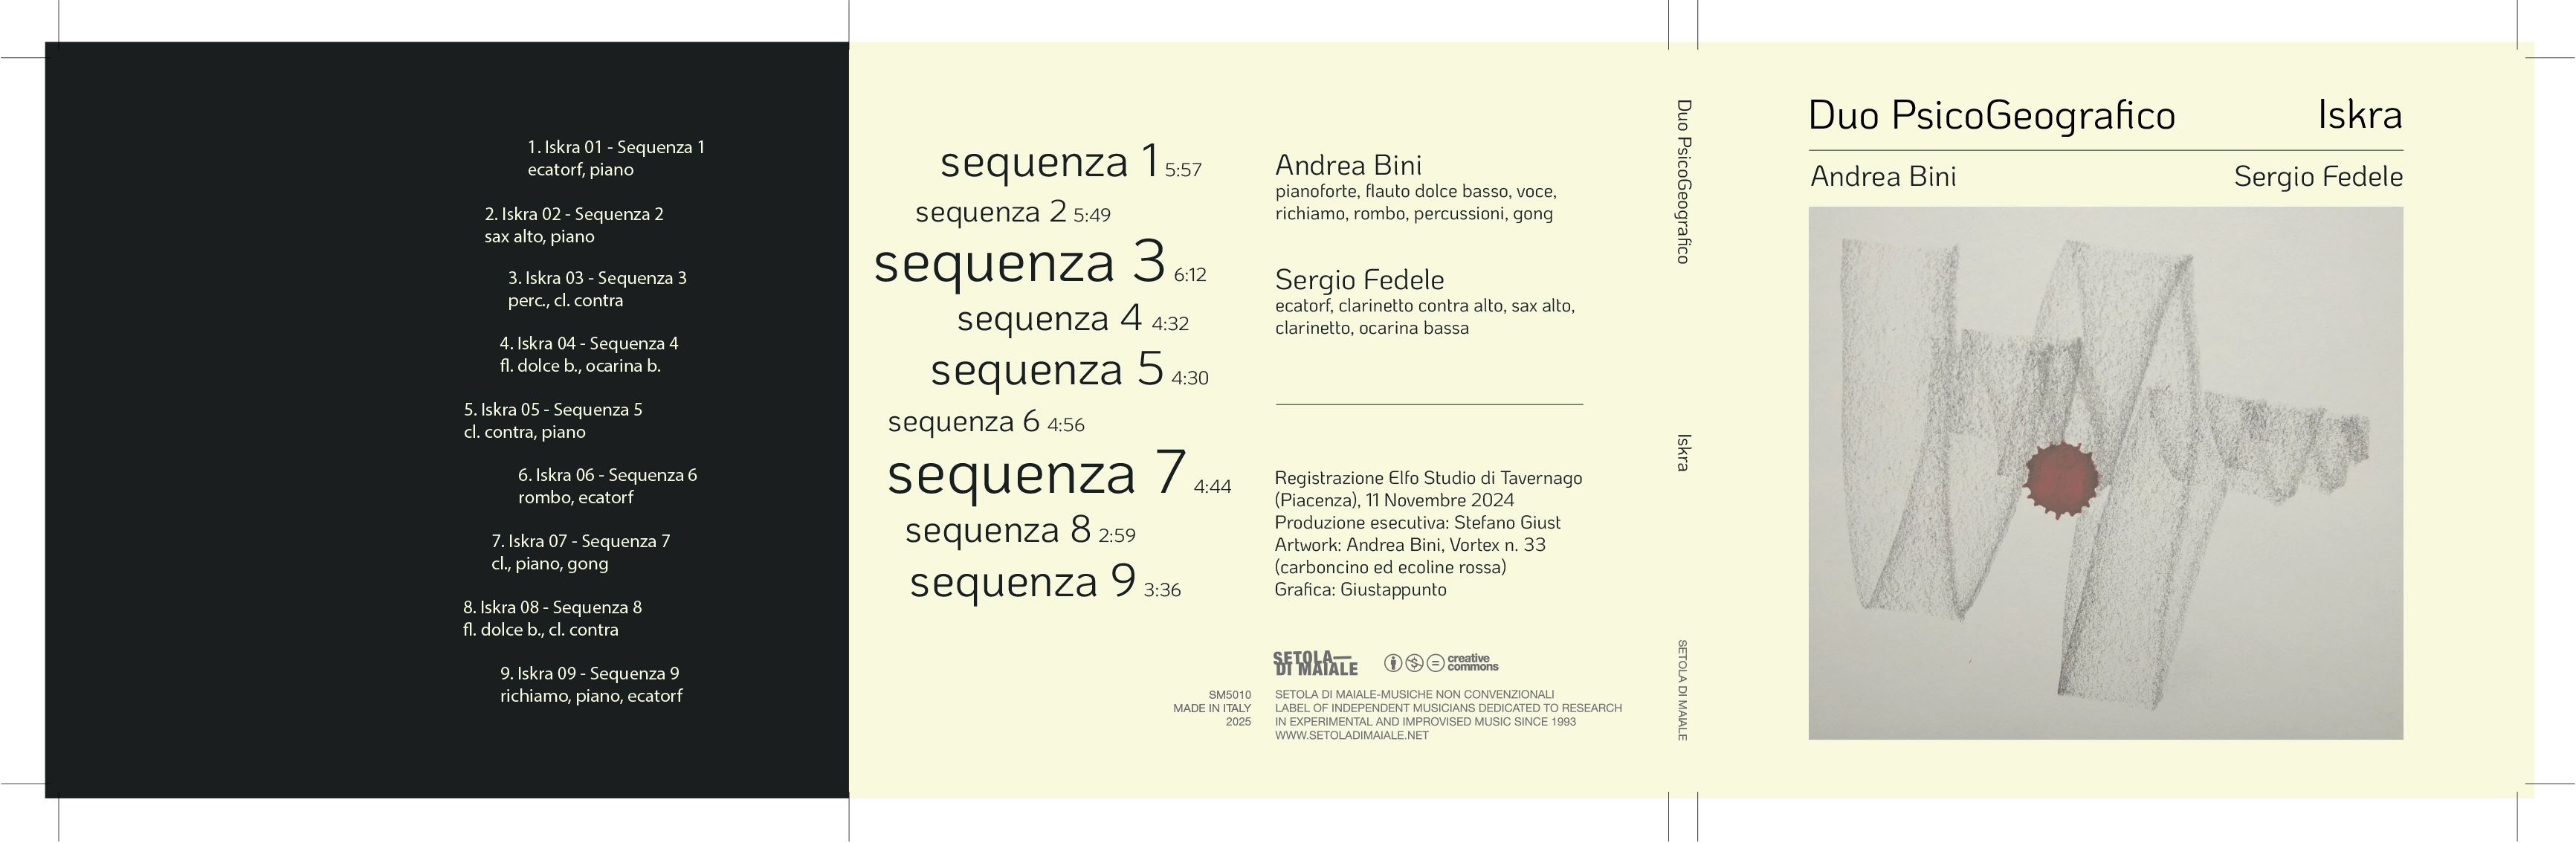 1. Iskra 01 - Sequenza 1
ecatorf, piano
2. Iskra 02 - Sequenza 2
sax alto, piano
3. Iskra 03 - Sequenza 3
perc., cl. contra
4. Iskra 04 - Sequenza 4
fl. dolce b., ocarina b.
5. Iskra 05 - Sequenza 5
cl. contra, piano
6. Iskra 06 - Sequenza 6
rombo, ecatorf
7. Iskra 07 - Sequenza 7
cl., piano, gong
8. Iskra 08 - Sequenza 8
fl. dolce b., cl. contra
9. Iskra 09 - Sequenza 9
richiamo, piano, ecatorf
sequenza 1 5:57
sequenza 2 5:49
sequenza 3 6:12
sequenza 4 4:32
sequenza 5 4:30
sequenza 6 4:56
sequenza 7 4:44
sequenza 8 2:59
sequenza 9 3:36
Andrea Bini
pianoforte, flauto dolce basso, voce,
richiamo, rombo, percussioni, gong
Sergio Fedele
ecatorf, clarinetto contra alto, sax alto,
clarinetto, ocarina bassa
Registrazione Elfo Studio di Tavernago
(Piacenza), 11 Novembre 2024
Produzione esecutiva: Stefano Giust
Artwork: Andrea Bini, Vortex n. 33
(carboncino ed ecoline rossa)
Grafica: Giustappunto
SETOLA
DI MAIALE
creative
commons
SM5010
MADE IN ITALY
2025
SETOLA DI MAIALE-MUSICHE NON CONVENZIONALI
LABEL OF INDEPENDENT MUSICIANS DEDICATED TO RESEARCH
IN EXPERIMENTAL AND IMPROVISED MUSIC SINCE 1993
WWW.SETOLADIMAIALE.NET
Duo PsicoGeografico
Iskra
SETOLA DI MAIALE
Duo PsicoGeografico Iskra
Andrea Bini Sergio Fedele